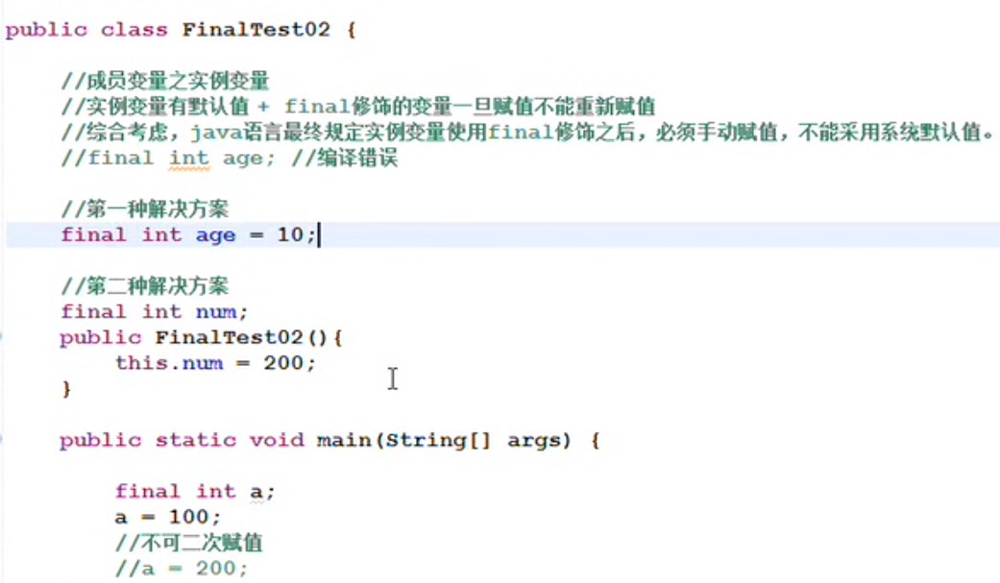 public class FinalTest02 {
//成员变量之实例变量
//实例变量有默认值 + final修饰的变量一旦赋值不能重新赋值
//综合考虑，java语言最终规定实例变量使用final修饰之后，必须手动赋值，不能采用系统默认值。
//final int age; //编译错误
//第一种解决方案
final int age = 10;
//第二种解决方案
final int num;
public FinalTest02(){
this.num = 200;
}
public static void main(String[] args) {
final int a;
a = 100;
//不可二次赋值
//a = 200;